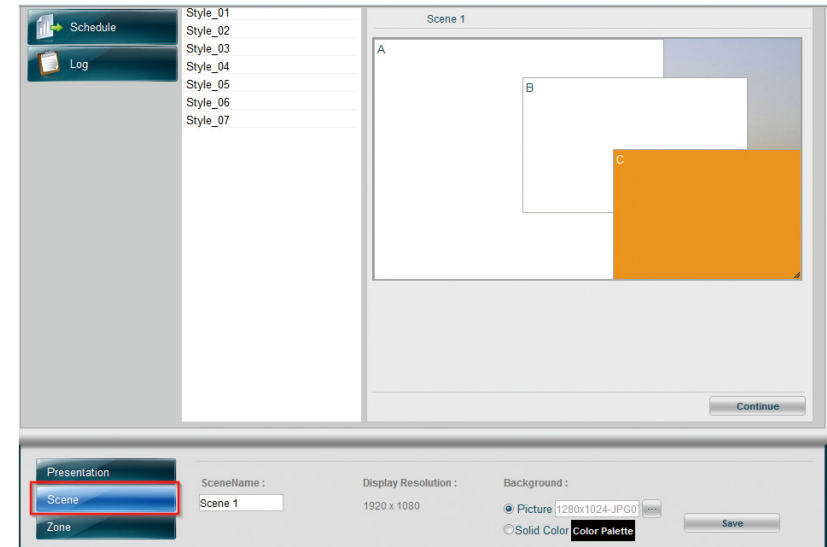 Schedule
Log
Style_01
Style_02
Style_03
Style_04
Style_05
Style_06
Style_07
Scene 1
A
B
C
Continue
Presentation
Scene
Zone
SceneName :
Scene 1
Display Resolution :
1920 x 1080
Background :
Picture 1280x1024-JPG0
Solid Color Color Palette
Save